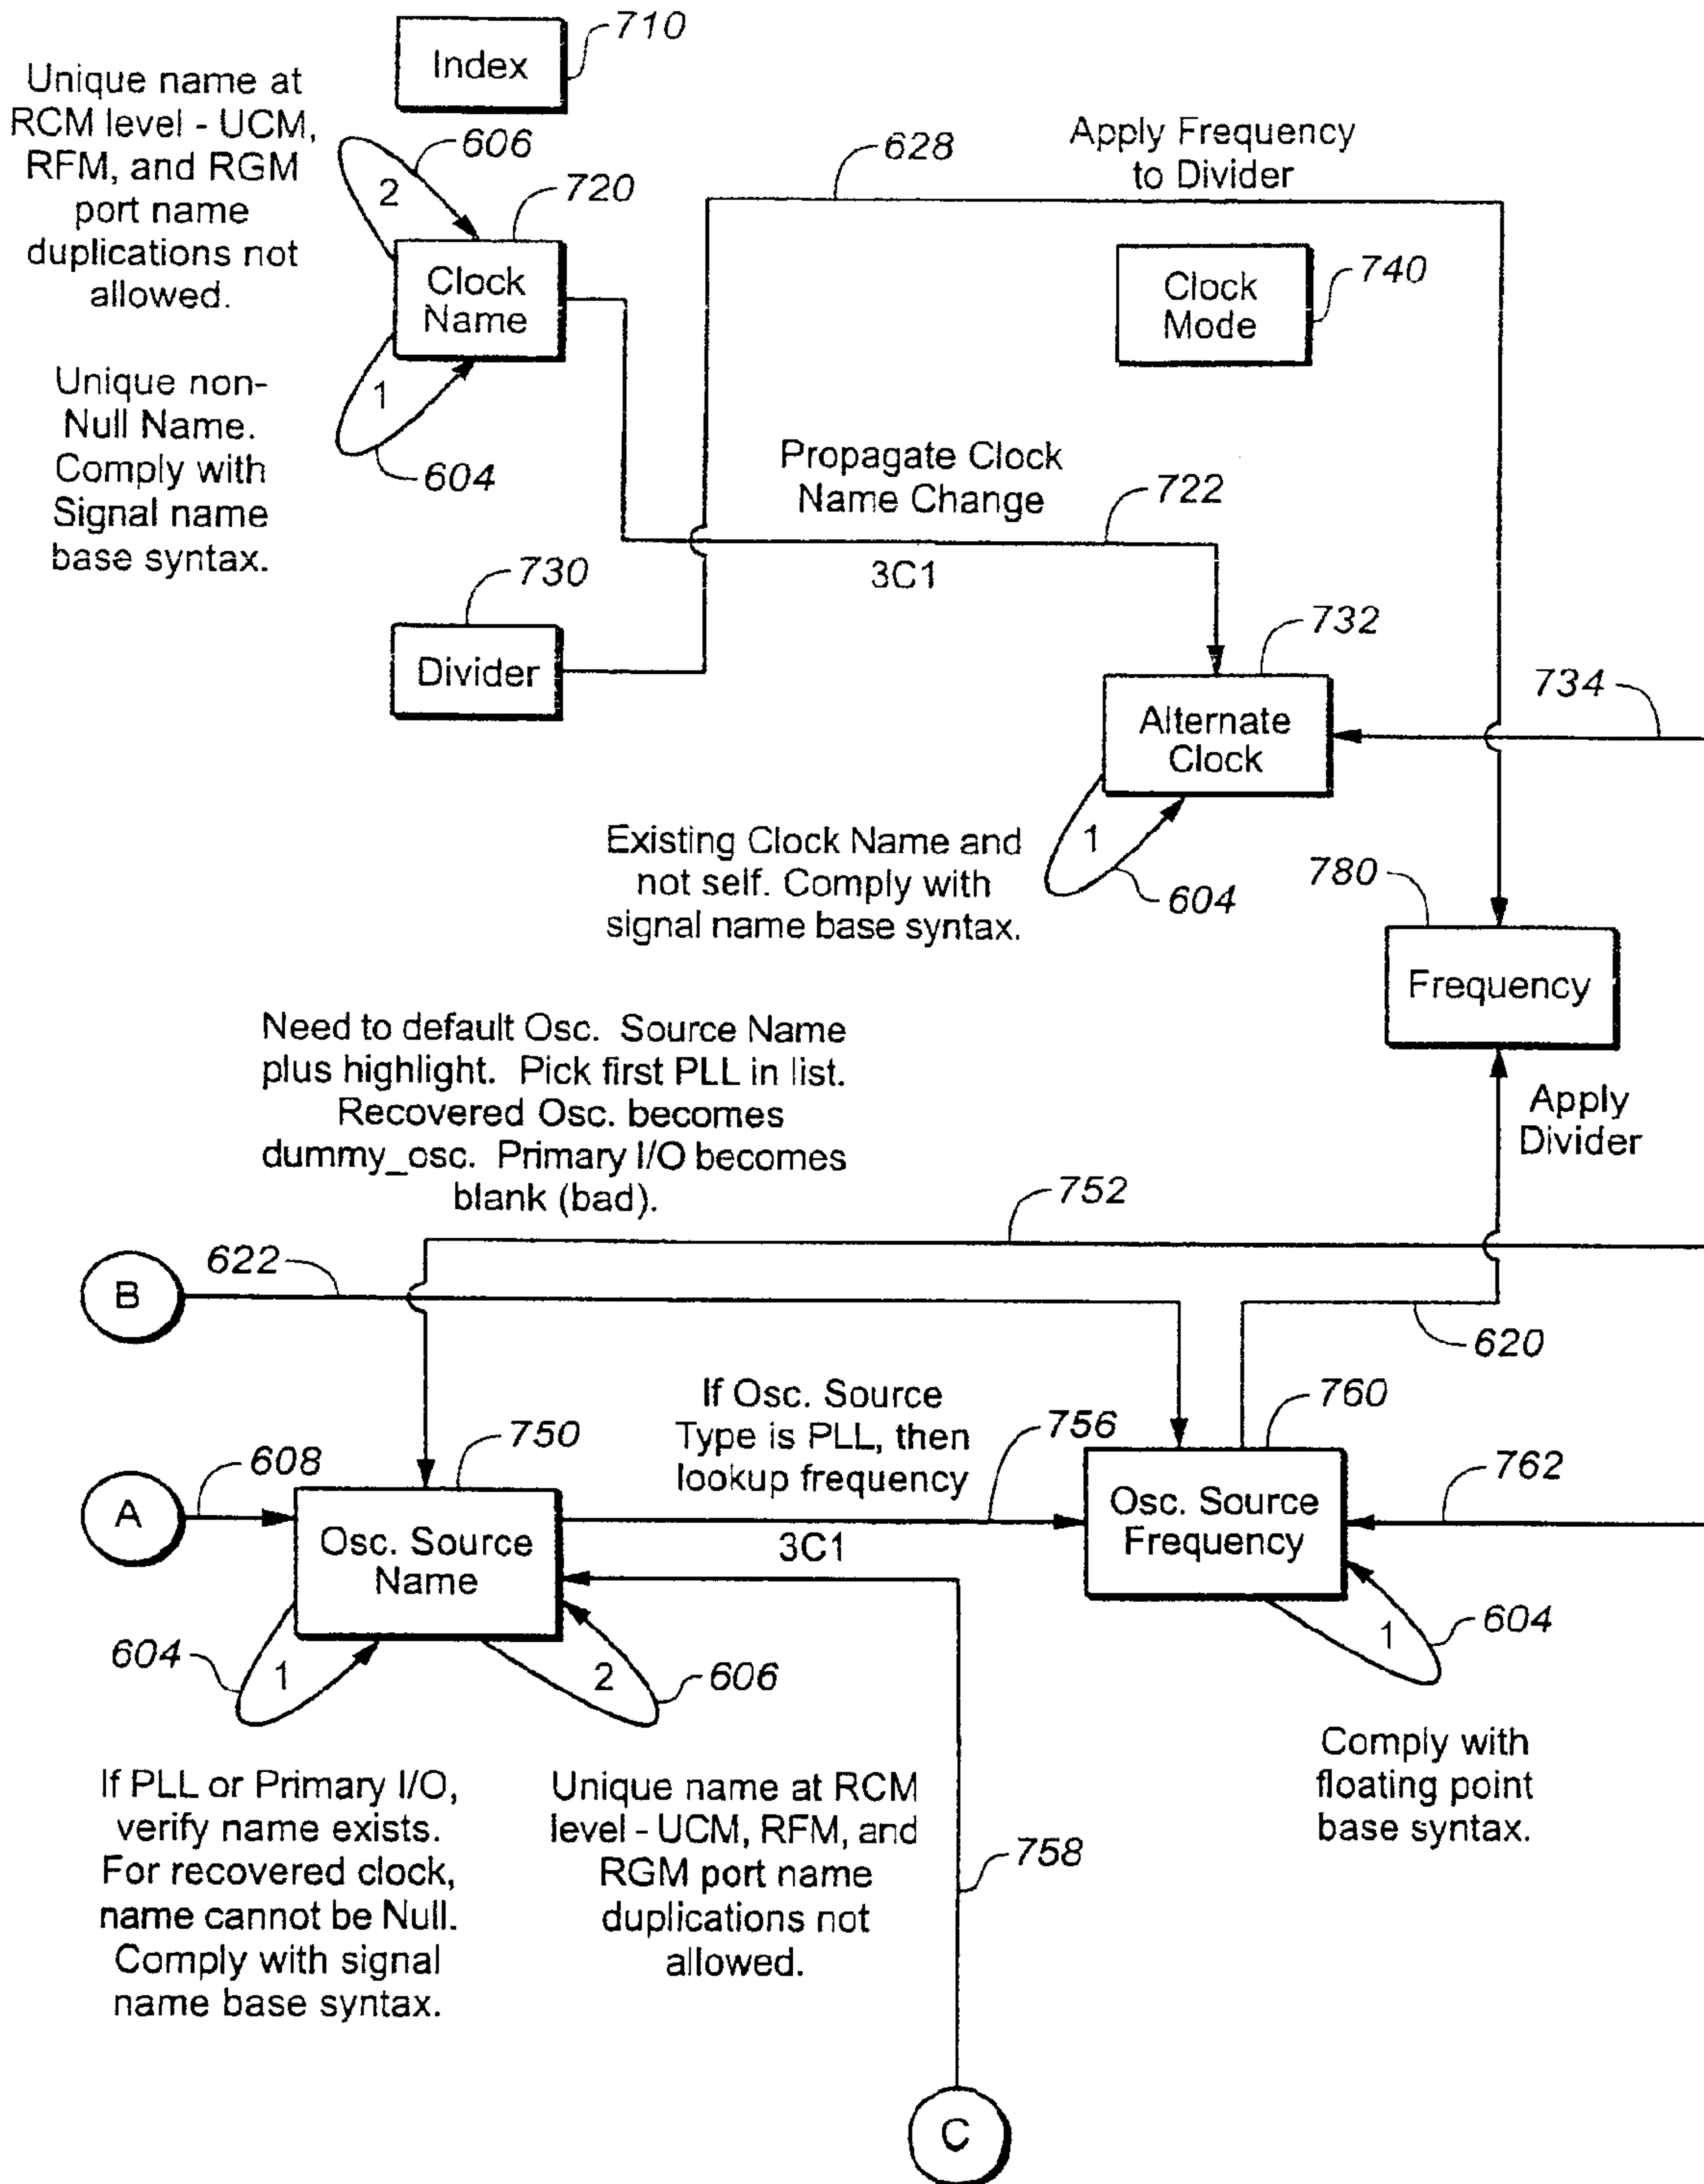 710
Index
Unique name at
RCM level - UCM,
RFM, and RGM
port name
duplications not
allowed.
606
2
720
Clock
Name
628
Apply Frequency
to Divider
740
Clock
Mode
1
604
Unique non-
Null Name.
Comply with
Signal name
base syntax.
Propagate Clock
Name Change
722
3C1
730
Divider
732
Alternate
Clock
734
1
604
Existing Clock Name and
not self. Comply with
signal name base syntax.
780
Frequency
Need to default Osc. Source Name
plus highlight. Pick first PLL in list.
Recovered Osc. becomes
dummy_osc. Primary I/O becomes
blank (bad).
Apply
Divider
752
B
622
620
If Osc. Source
Type is PLL, then
lookup frequency
756
760
750
A
608
Osc. Source
Name
3C1
Osc. Source
Frequency
762
604
1
2
606
1
604
If PLL or Primary I/O,
verify name exists.
For recovered clock,
name cannot be Null.
Comply with signal
name base syntax.
Unique name at RCM
level - UCM, RFM, and
RGM port name
duplications not
allowed.
Comply with
floating point
base syntax.
758
C